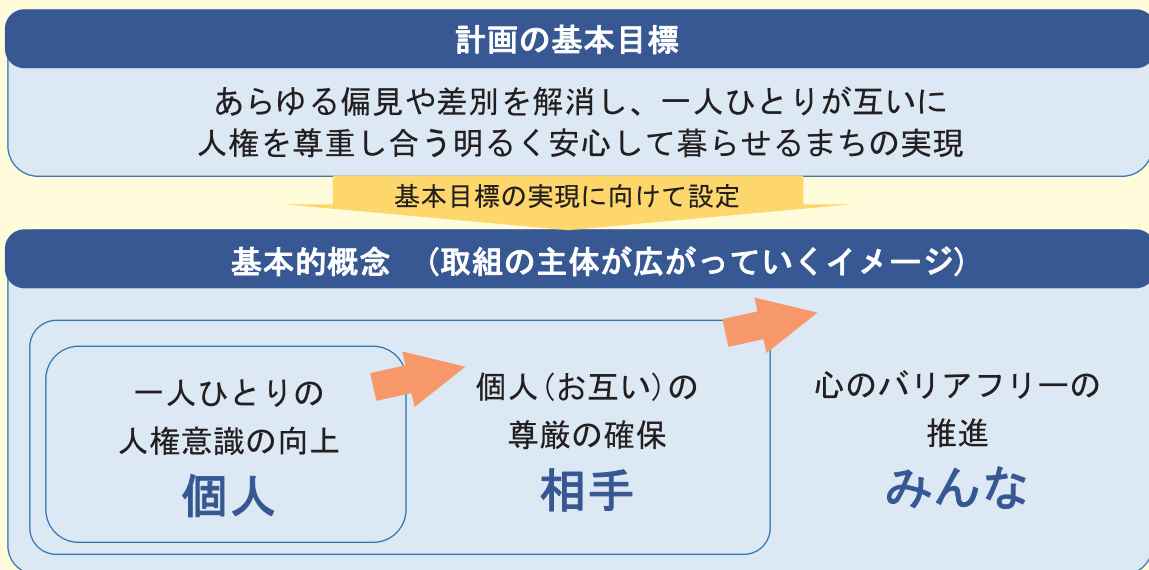 計画の基本目標
あらゆる偏見や差別を解消し、一人ひとりが互いに
人権を尊重し合う明るく安心して暮らせるまちの実現
基本目標の実現に向けて設定
基本的概念　（取組の主体が広がっていくイメージ）
一人ひとりの
人権意識の向上
個人
個人（お互い）の
尊厳の確保
相手
心のバリアフリーの
推進
みんな